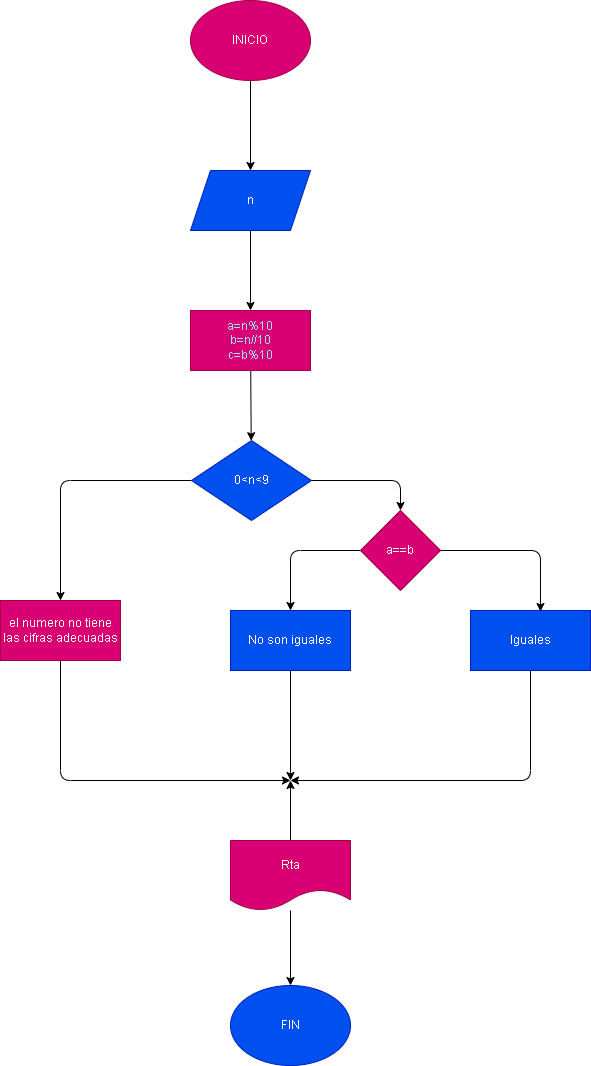 INICIO
n
a=n%10
b=n//10
c=b%10
0<n<9
a==b
el numero no tiene
las cifras adecuadas
No son iguales
Iguales
Rta
FIN